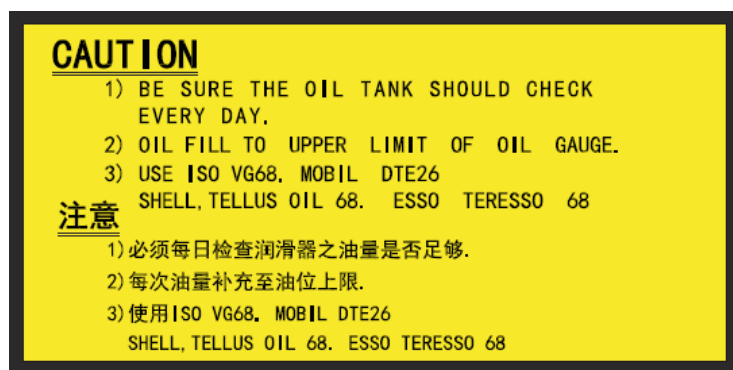 CAUTION
1) BE SURE THE OIL TANK SHOULD CHECK
EVERY DAY.
2) OIL FILL TO UPPER LIMIT OF OIL GAUGE.
3) USE ISO VG68. MOBIL DTE26
SHELL, TELLUS OIL 68. ESSO TERESSO 68
注意
1)必须每日检查润滑器之油量是否足够.
2)每次油量补充至油位上限.
3)使用ISO VG68. MOBIL DTE26
SHELL, TELLUS OIL 68. ESSO TERESSO 68